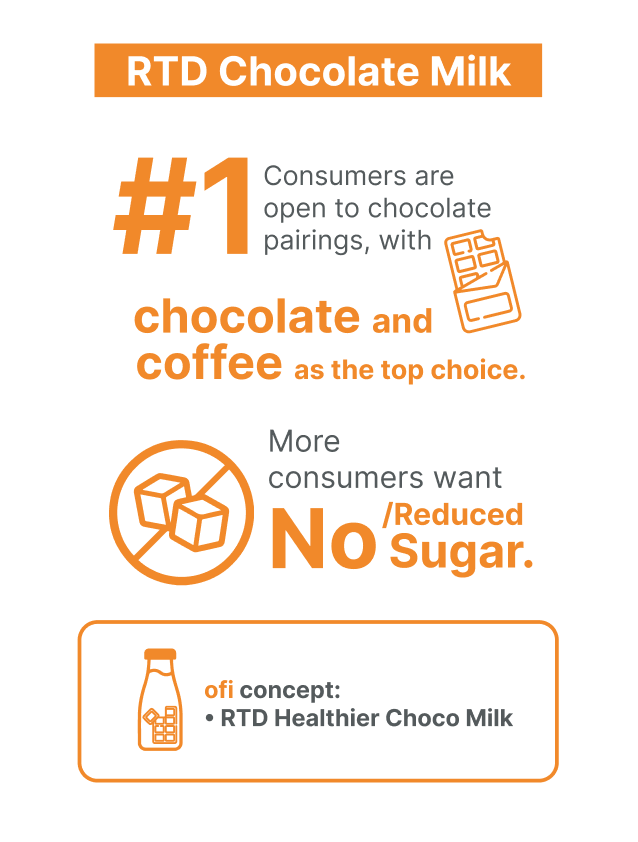 RTD Chocolate Milk
#1
Consumers are
open to chocolate
pairings, with
chocolate and
coffee as the top choice.
More
consumers want
No /Reduced
Sugar.
ofi concept:
• RTD Healthier Choco Milk